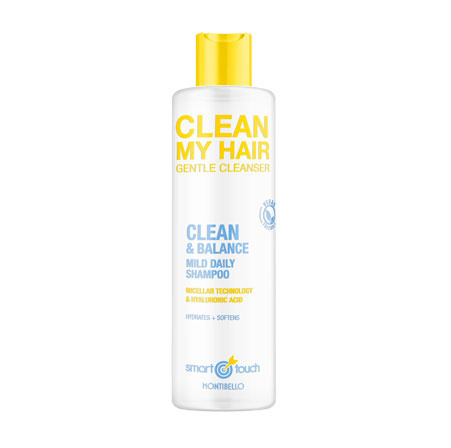 CLEAN
MY HAIR
GENTLE CLEANSER
CLEAN
& BALANCE
MILD DAILY
SHAMPOO
MICELLAR TECHNOLOGY
& HYALURONIC ACID
HYDRATES + SOFTENS
smart touch
MONTIBELLO